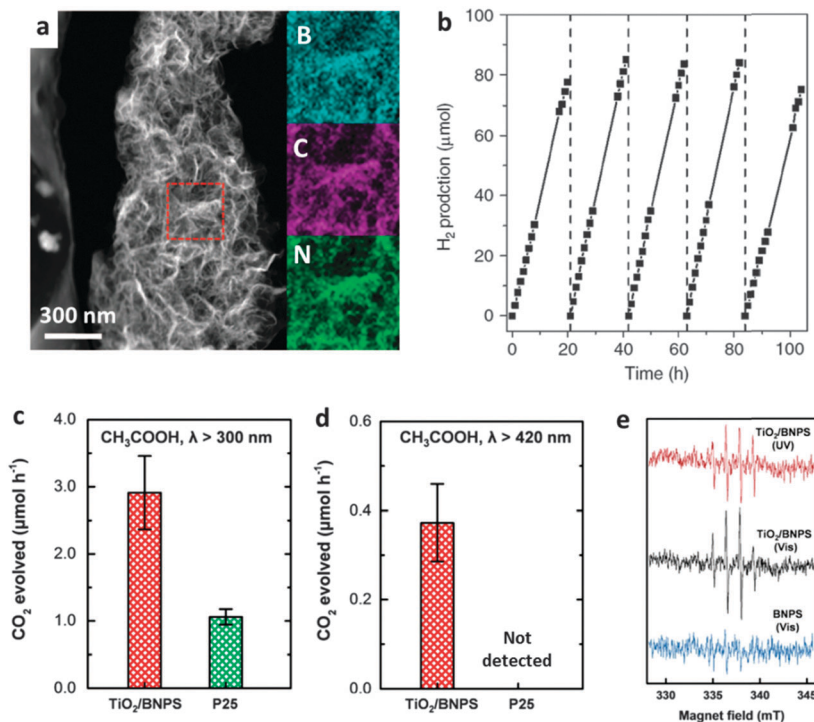 a
B
C
N
300 nm
b
H₂ prodction (μmol)
100
80
60
40
20
0
0 20 40 60 80 100
Time (h)
c
CH₃COOH, λ > 300 nm
CO₂ evolved (μmol h⁻¹)
4.0
3.0
2.0
1.0
0.0
TiO₂/BNPS P25
d
CH₃COOH, λ > 420 nm
CO₂ evolved (μmol h⁻¹)
0.6
0.4
0.2
0.0
Not
detected
TiO₂/BNPS P25
e
TiO₂/BNPS
(UV)
TiO₂/BNPS
(Vis)
BNPS
(Vis)
330 335 340 345
Magnet field (mT)